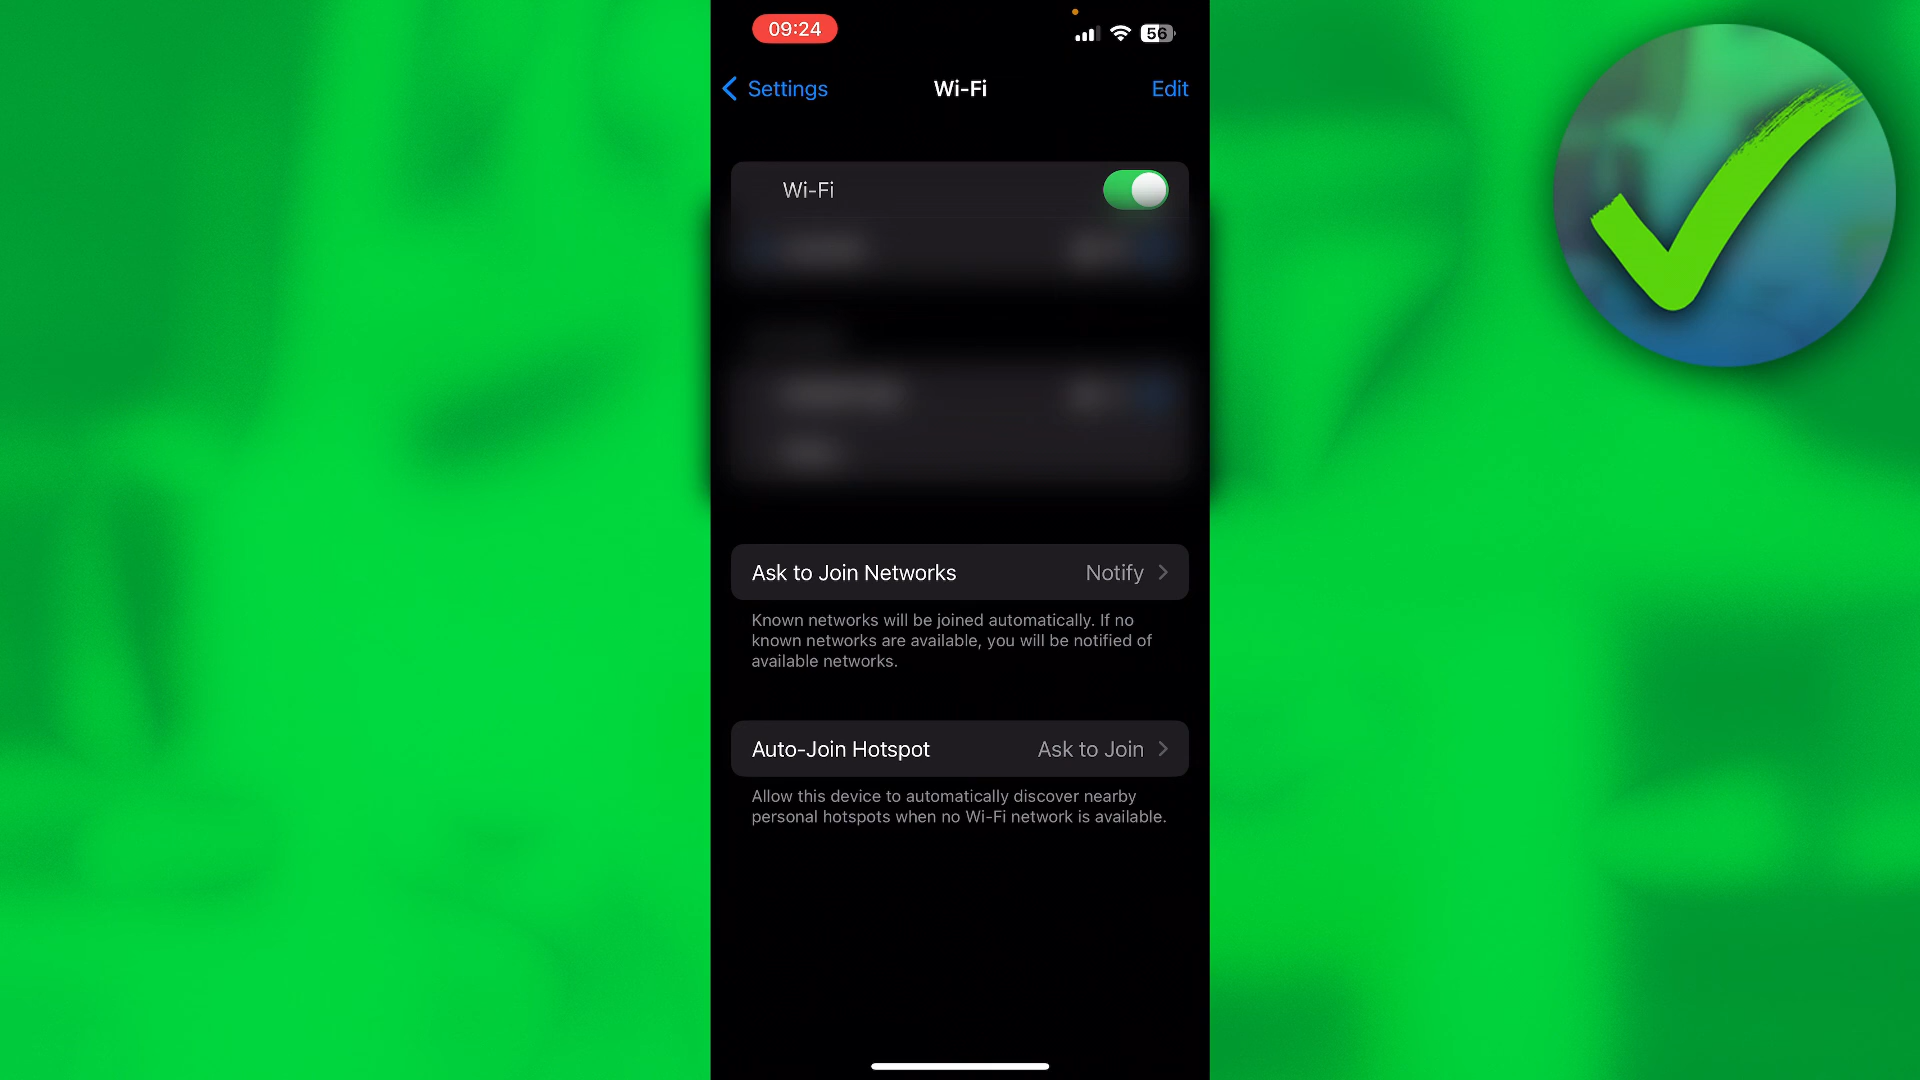 09:24
56
Settings
Wi-Fi
Edit
Wi-Fi
Ask to Join Networks
Notify
Known networks will be joined automatically. If no
known networks are available, you will be notified of
available networks.
Auto-Join Hotspot
Ask to Join
Allow this device to automatically discover nearby
personal hotspots when no Wi-Fi network is available.